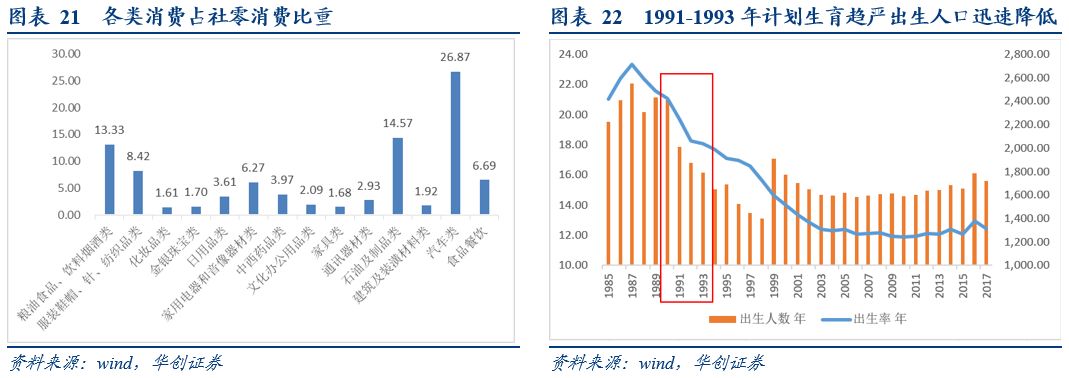 图表 21 各类消费占社零消费比重
30.00
25.00
20.00
15.00
10.00
5.00
0.00
13.33
8.42
1.61
1.70
3.61
6.27
3.97
2.09
1.68
2.93
14.57
1.92
26.87
6.69
粮油食品、饮料烟酒类
服装鞋帽、针、纺织品类
化妆品类
金银珠宝类
日用品类
家用电器和音像器材类
中西药品类
文化办公用品类
家具类
通讯器材类
石油及制品类
建筑及装潢材料类
汽车类
食品餐饮
资料来源：wind，华创证券
图表 22 1991-1993 年计划生育趋严出生人口迅速降低
24.00
22.00
20.00
18.00
16.00
14.00
12.00
10.00
2,800.00
2,600.00
2,400.00
2,200.00
2,000.00
1,800.00
1,600.00
1,400.00
1,200.00
1,000.00
1985
1987
1989
1991
1993
1995
1997
1999
2001
2003
2005
2007
2009
2011
2013
2015
2017
出生人数 年
出生率 年
资料来源：wind，华创证券